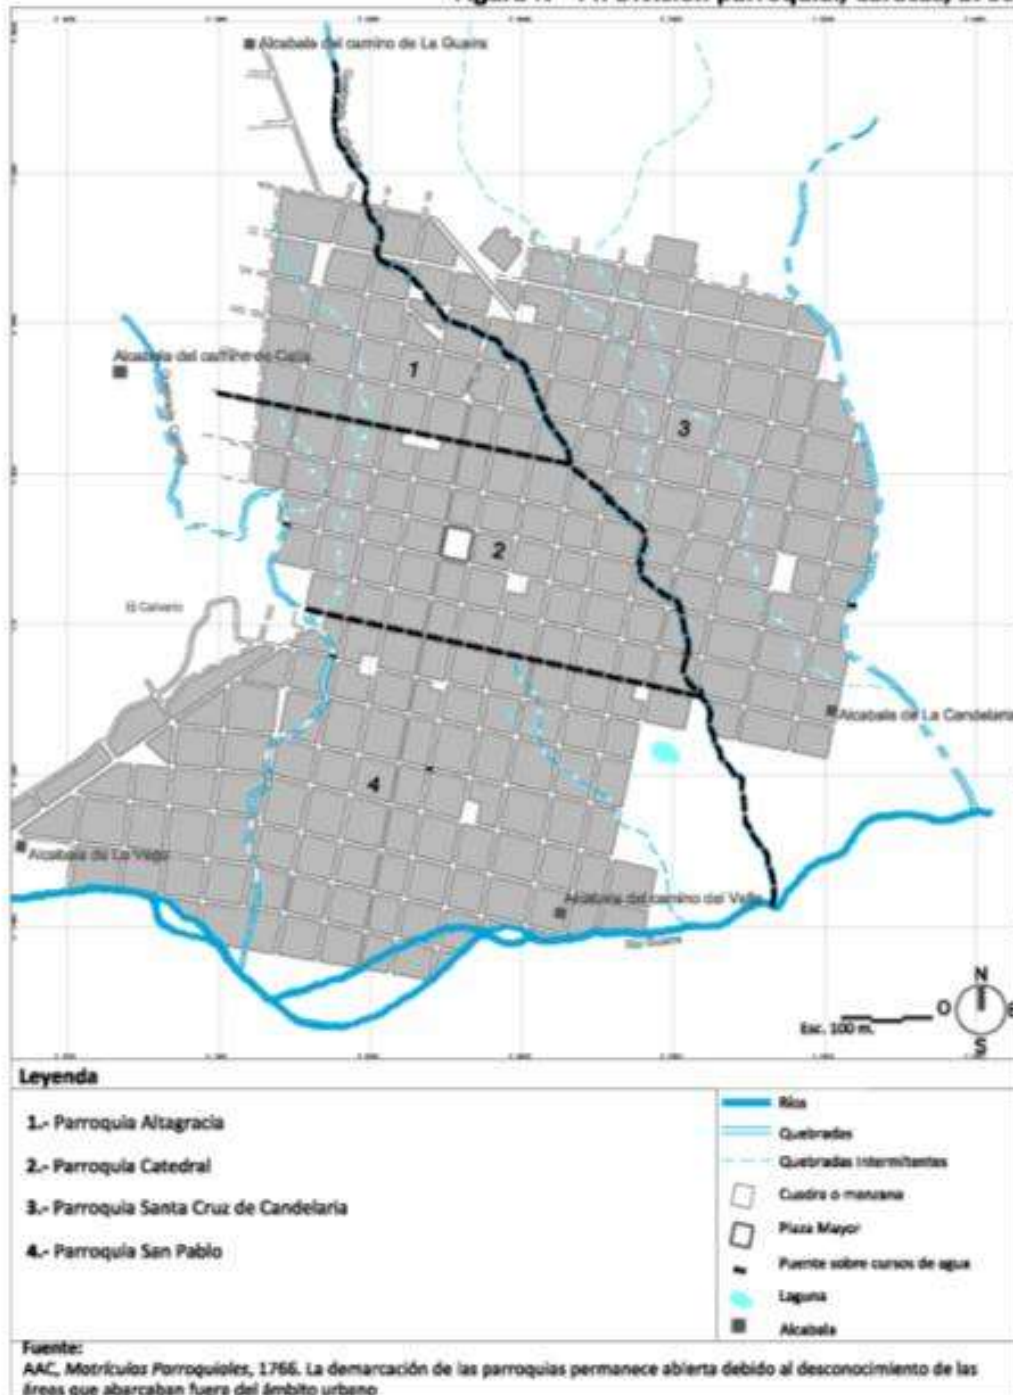 Alcabala del camino de La Guaira
Alcabala del camino de
El Calvario
1
2
3
4
Alcabala de La Candelaria
Alcabala de La Vega
Alcabala del camino del Valle
N
O
S
Esc. 100 m.
Leyenda
1.- Parroquia Altagracia
2.- Parroquia Catedral
3.- Parroquia Santa Cruz de Candelaria
4.- Parroquia San Pablo
Ríos
Quebradas
Quebradas Intermitentes
Cuadra o manzana
Plaza Mayor
Puente sobre cursos de agua
Laguna
Alcabala
Fuente:
AAC, Matrículas Parroquiales, 1766. La demarcación de las parroquias permanece abierta debido al desconocimiento de las
áreas que abarcaban fuera del ámbito urbano